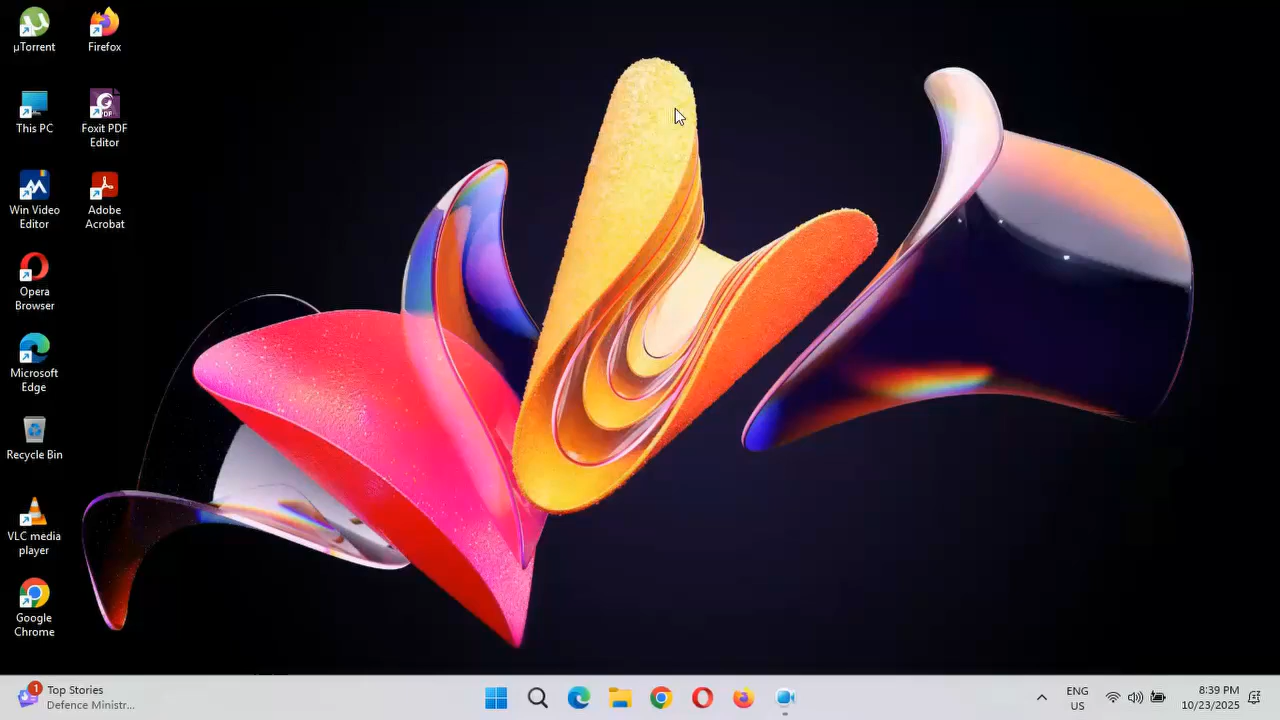 µTorrent
Firefox
This PC
Foxit PDF
Editor
Win Video
Editor
Adobe
Acrobat
Opera
Browser
Microsoft
Edge
Recycle Bin
VLC media
player
Google
Chrome
1
Top Stories
Defence Ministr...
ENG
US
8:39 PM
10/23/2025